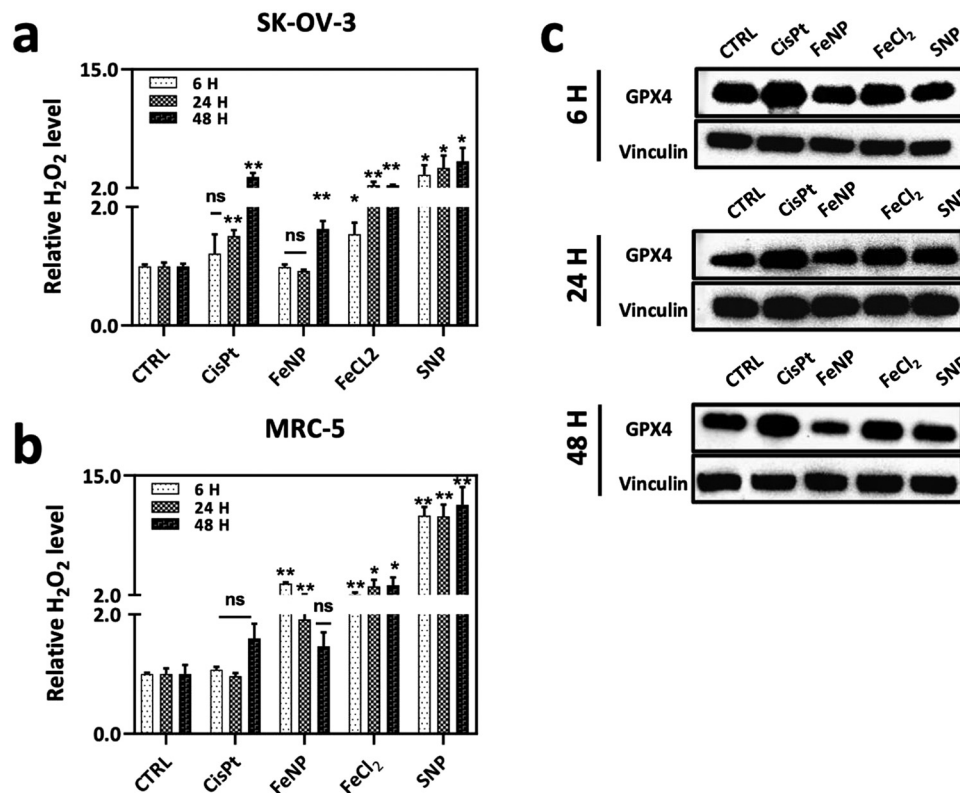 a
SK-OV-3
Relative H₂O₂ level
15.0
2.0
2.0
0.0
6 H
24 H
48 H
ns
**
**
ns
**
*
**
**
*
*
*
CTRL
CisPt
FeNP
FeCL2
SNP
b
MRC-5
Relative H₂O₂ level
15.0
2.0
2.0
0.0
6 H
24 H
48 H
ns
**
**
ns
**
*
*
**
**
**
CTRL
CisPt
FeNP
FeCl₂
SNP
c
CTRL CisPt FeNP FeCl₂ SNP
6 H
GPX4
Vinculin
CTRL CisPt FeNP FeCl₂ SNP
24 H
GPX4
Vinculin
CTRL CisPt FeNP FeCl₂ SNP
48 H
GPX4
Vinculin